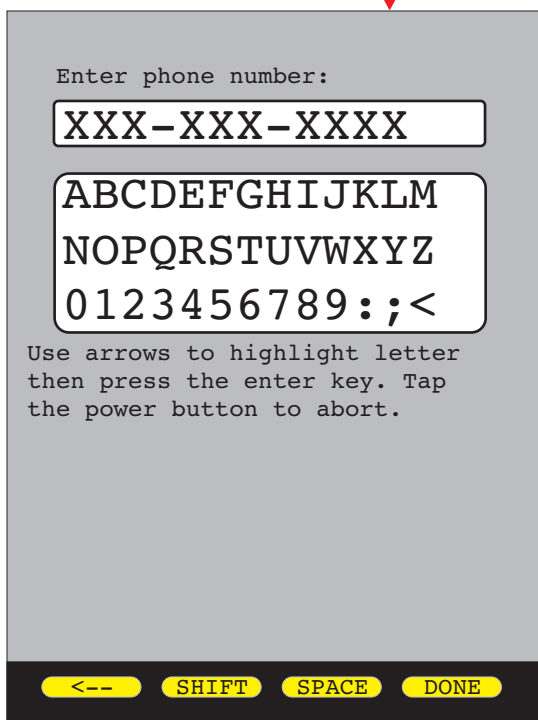 Enter phone number:
XXX-XXX-XXXX
ABCDEFGHIJKLM
NOPQRSTUVWXYZ
0123456789:;<
Use arrows to highlight letter
then press the enter key. Tap
the power button to abort.
<-- SHIFT SPACE DONE